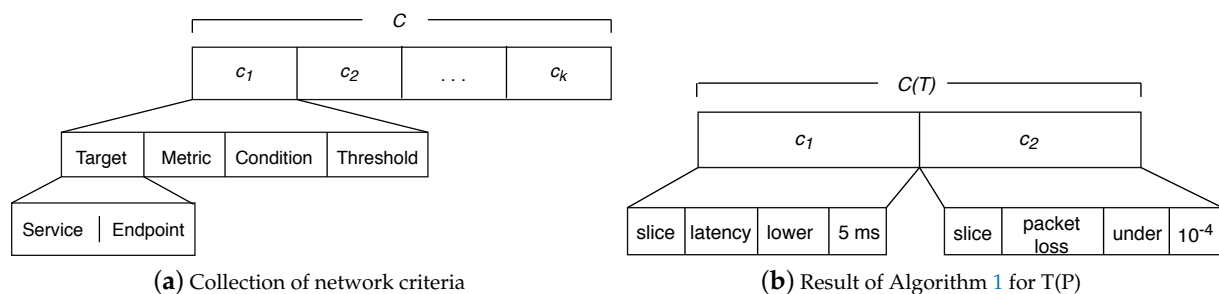 C
c1 c2 . . . ck
Target Metric Condition Threshold
Service Endpoint
(a) Collection of network criteria
C(T)
c1 c2
slice latency lower 5 ms
slice packet loss under 10-4
(b) Result of Algorithm 1 for T(P)